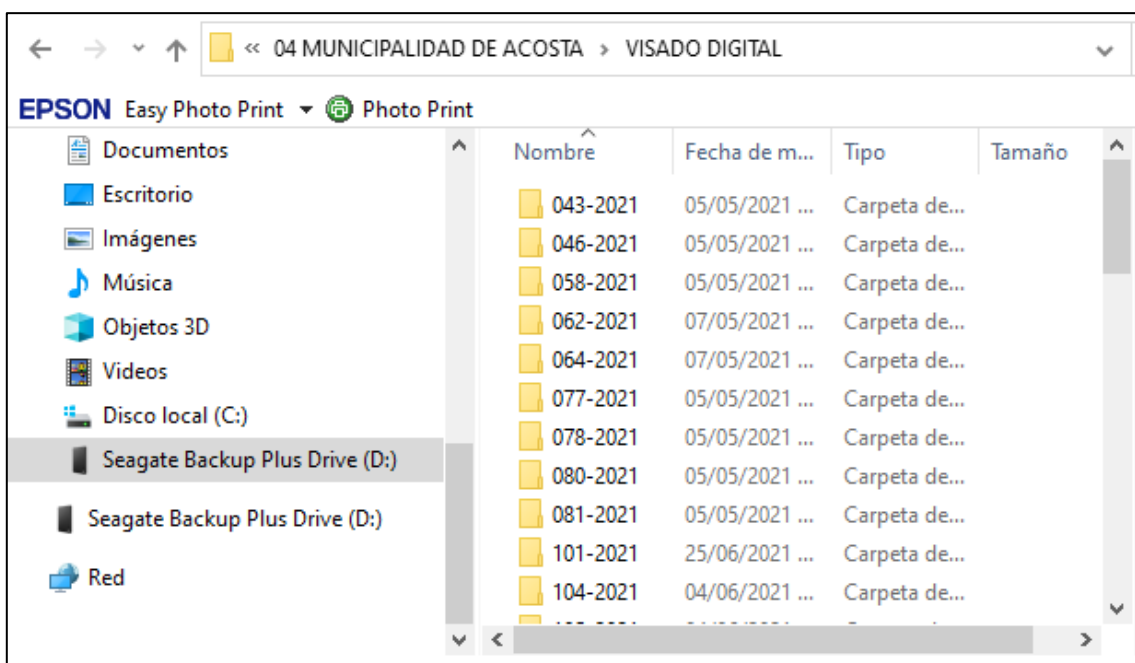 « 04 MUNICIPALIDAD DE ACOSTA > VISADO DIGITAL
EPSON Easy Photo Print Photo Print
Documentos
Escritorio
Imágenes
Música
Objetos 3D
Videos
Disco local (C:)
Seagate Backup Plus Drive (D:)
Seagate Backup Plus Drive (D:)
Red
Nombre Fecha de m... Tipo Tamaño
043-2021 05/05/2021 ... Carpeta de...
046-2021 05/05/2021 ... Carpeta de...
058-2021 05/05/2021 ... Carpeta de...
062-2021 07/05/2021 ... Carpeta de...
064-2021 07/05/2021 ... Carpeta de...
077-2021 05/05/2021 ... Carpeta de...
078-2021 05/05/2021 ... Carpeta de...
080-2021 05/05/2021 ... Carpeta de...
081-2021 05/05/2021 ... Carpeta de...
101-2021 25/06/2021 ... Carpeta de...
104-2021 04/06/2021 ... Carpeta de...